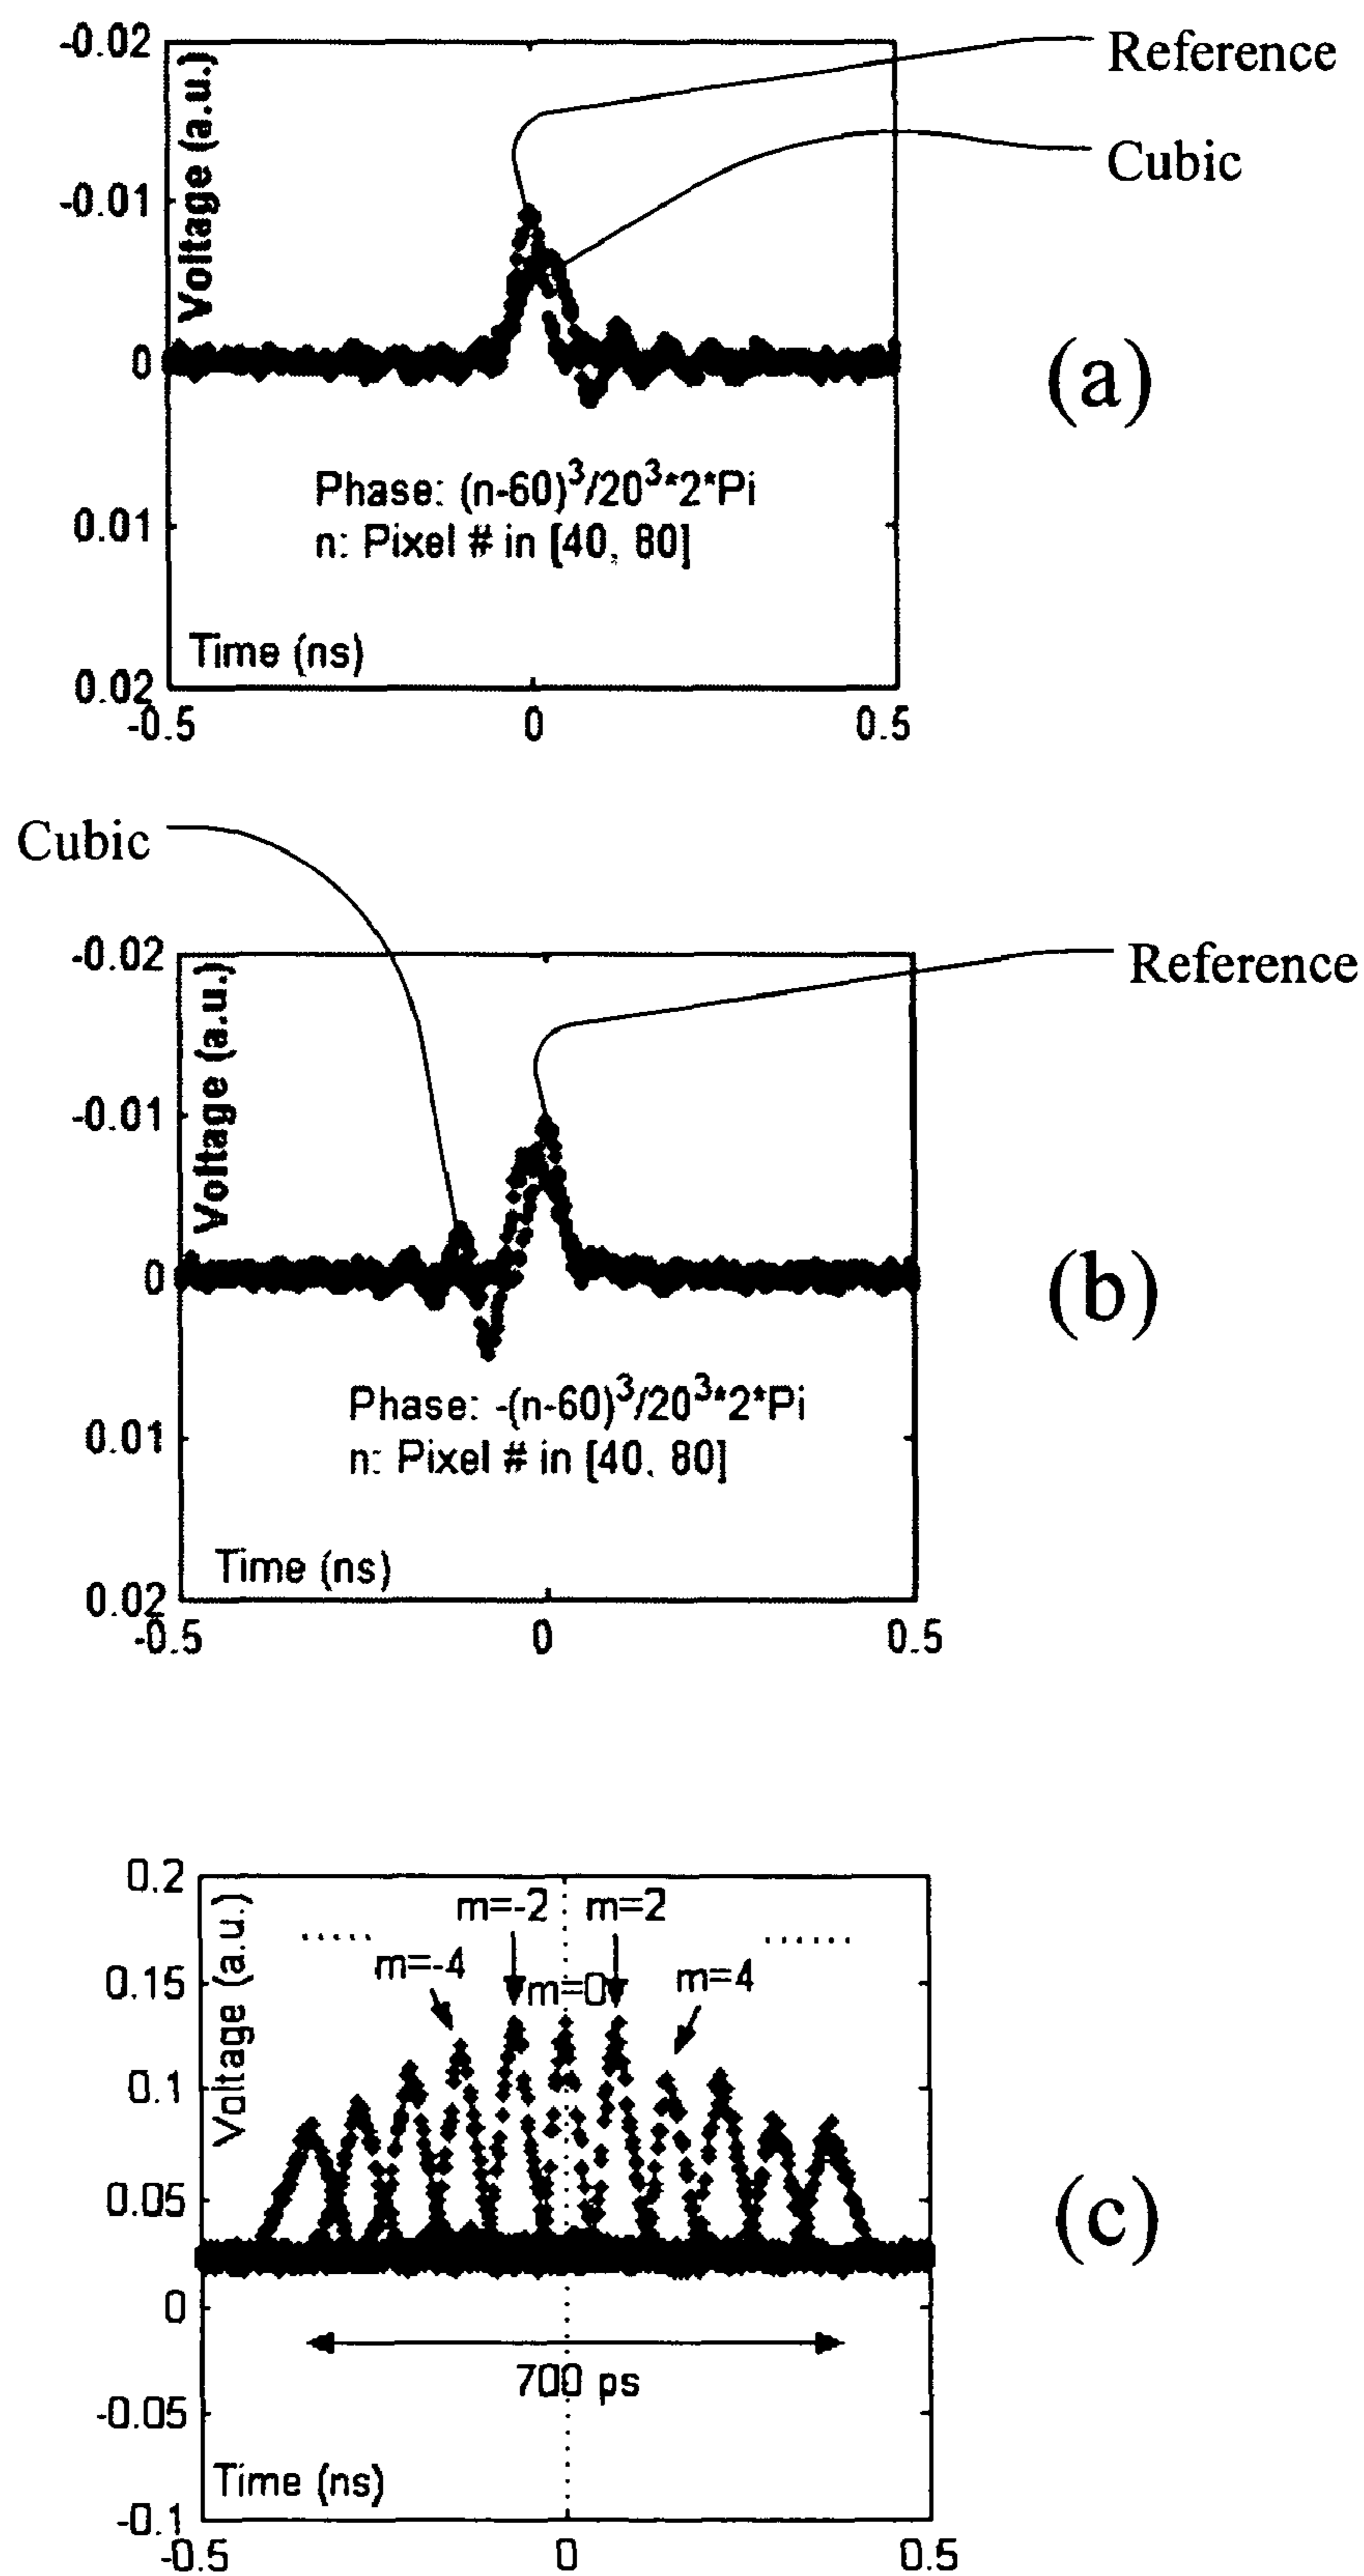 -0.02
Voltage (a.u.)
Reference
Cubic
-0.01
0
(a)
Phase: (n-60)³/20³*2*Pi
n: Pixel # in [40, 80]
0.01
Time (ns)
0.02
-0.5
0
0.5
Cubic
-0.02
Voltage (a.u.)
Reference
-0.01
0
(b)
Phase: -(n-60)³/20³*2*Pi
n: Pixel # in [40, 80]
0.01
Time (ns)
0.02
-0.5
0
0.5
0.2
Voltage (a.u.)
m=-2
m=2
m=-4
m=0
m=4
0.15
0.1
0.05
(c)
0
700 ps
-0.05
Time (ns)
-0.1
-0.5
0
0.5